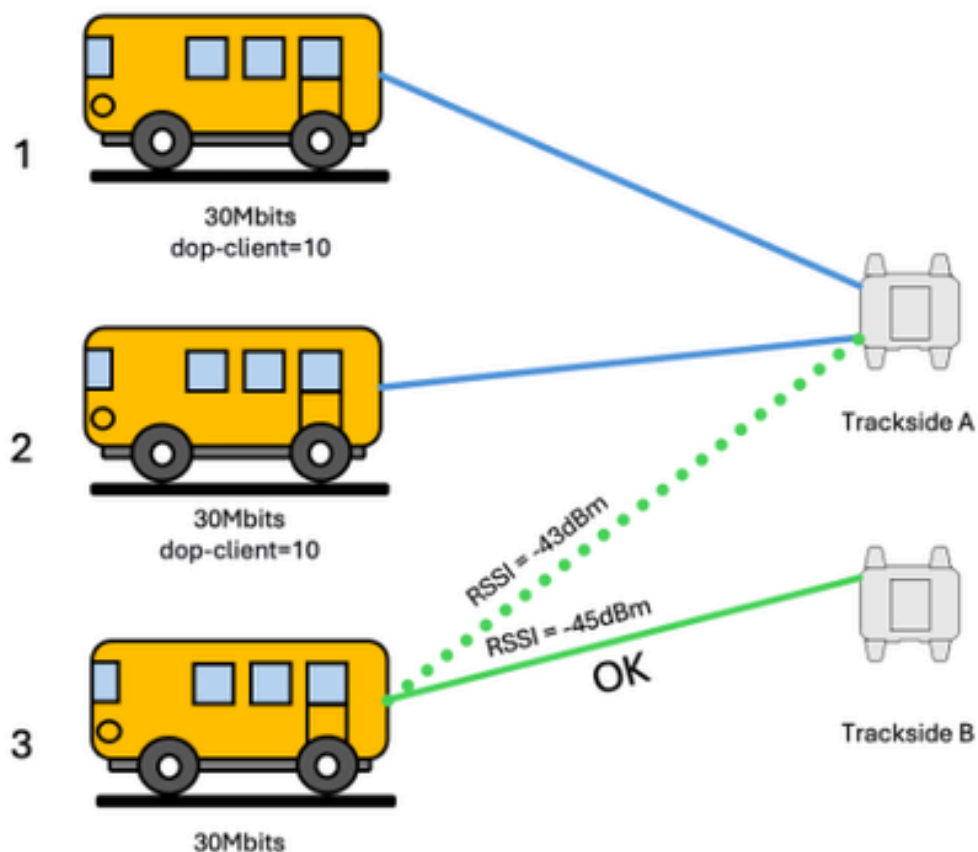 1
30Mbits
dop-client=10
Trackside A
2
30Mbits
dop-client=10
RSSI = -43dBm
RSSI = -45dBm
OK
Trackside B
3
30Mbits